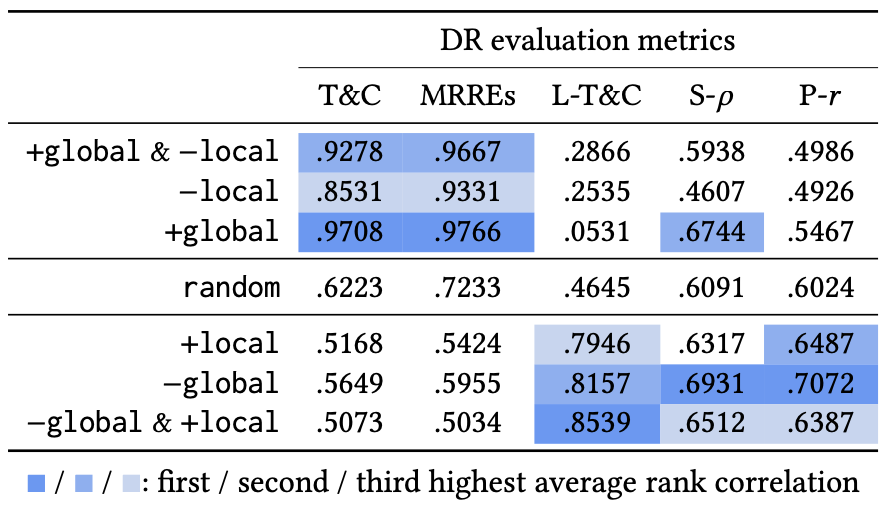 DR evaluation metrics
T&C MRREs L-T&C S-ρ P-r
+global & −local .9278 .9667 .2866 .5938 .4986
−local .8531 .9331 .2535 .4607 .4926
+global .9708 .9766 .0531 .6744 .5467
random .6223 .7233 .4645 .6091 .6024
+local .5168 .5424 .7946 .6317 .6487
−global .5649 .5955 .8157 .6931 .7072
−global & +local .5073 .5034 .8539 .6512 .6387
/ / : first / second / third highest average rank correlation